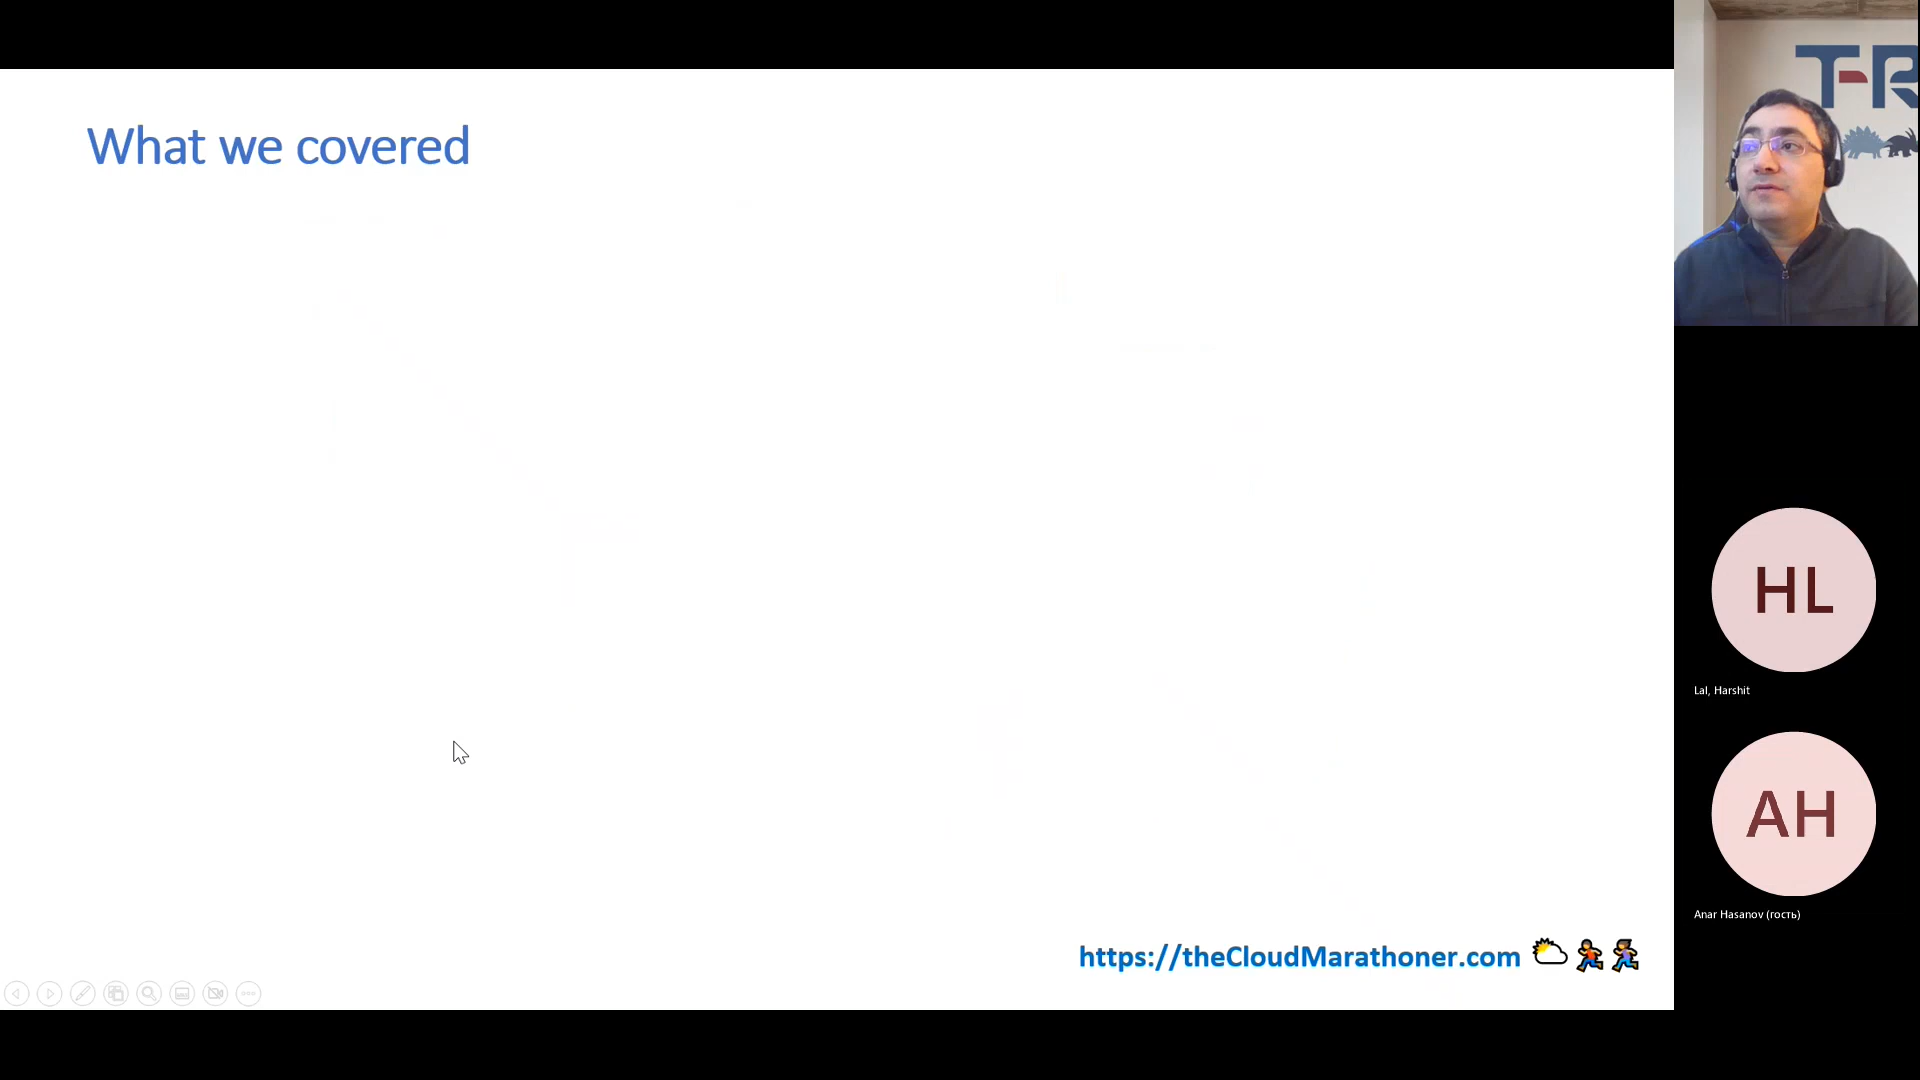 What we covered
T-R
HL
Lal, Harshit
AH
Anar Hasanov (гость)
https://theCloudMarathoner.com